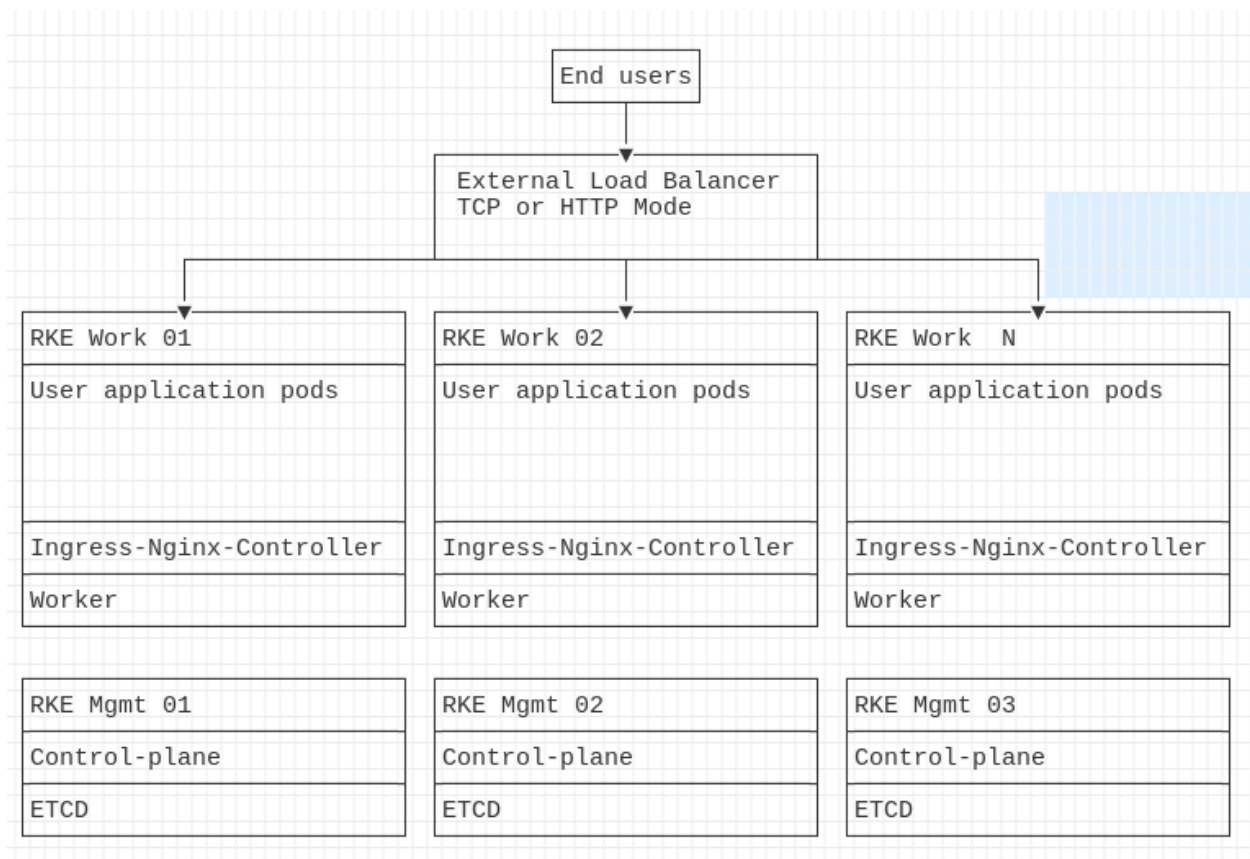 End users
External Load Balancer
TCP or HTTP Mode
RKE Work 01
RKE Work 02
RKE Work  N
User application pods
User application pods
User application pods
Ingress-Nginx-Controller
Ingress-Nginx-Controller
Ingress-Nginx-Controller
Worker
Worker
Worker
RKE Mgmt 01
RKE Mgmt 02
RKE Mgmt 03
Control-plane
Control-plane
Control-plane
ETCD
ETCD
ETCD